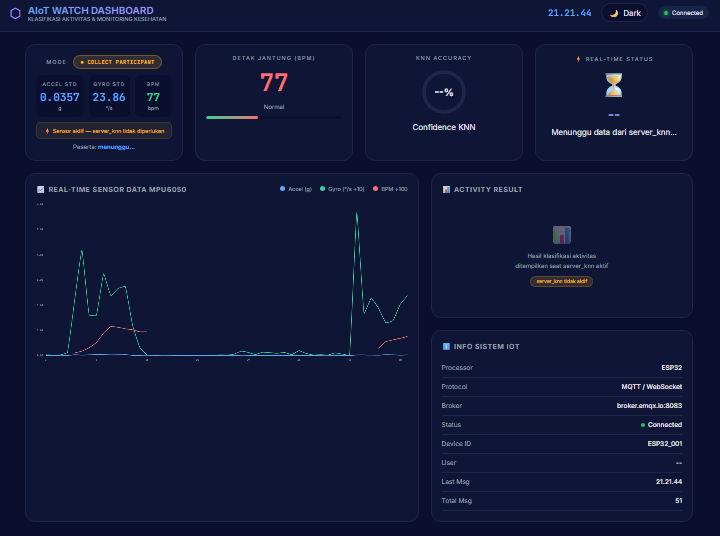 AIoT WATCH DASHBOARD
KLASIFIKASI AKTIVITAS & MONITORING KESEHATAN
21.21.44
Dark
Connected
MODE
COLLECT PARTICIPANT
ACCEL STD
0.0357
g
GYRO STD
23.86
°/s
BPM
77
bpm
Sensor aktif — server_knn tidak diperlukan
Peserta: menunggu...
DETAK JANTUNG (BPM)
77
Normal
KNN ACCURACY
--%
Confidence KNN
REAL-TIME STATUS
--
Menunggu data dari server_knn...
REAL-TIME SENSOR DATA MPU6050
Accel (g)
Gyro (°/s ÷10)
BPM ÷100
ACTIVITY RESULT
Hasil klasifikasi aktivitas
ditampilkan saat server_knn aktif
server_knn tidak aktif
INFO SISTEM IOT
Processor ESP32
Protocol MQTT / WebSocket
Broker broker.emqx.io:8083
Status Connected
Device ID ESP32_001
User --
Last Msg 21.21.44
Total Msg 51